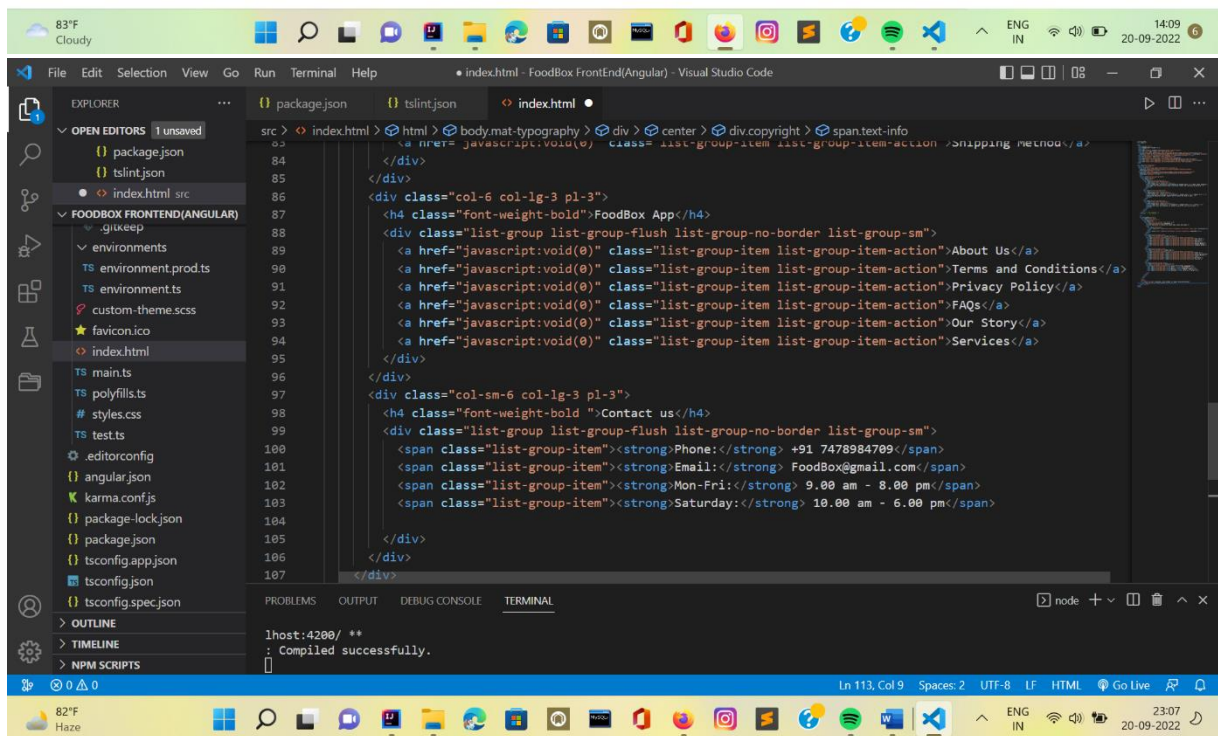 83°F
Cloudy
ENG
IN
14:09
20-09-2022
6
File Edit Selection View Go Run Terminal Help
● index.html - FoodBox FrontEnd(Angular) - Visual Studio Code
EXPLORER ...
{} package.json {} tslint.json <> index.html ●
OPEN EDITORS 1 unsaved
{} package.json
{} tslint.json
● <> index.html src
FOODBOX FRONTEND(ANGULAR)
.gitkeep
environments
TS environment.prod.ts
TS environment.ts
custom-theme.scss
favicon.ico
<> index.html
TS main.ts
TS polyfills.ts
# styles.css
TS test.ts
.editorconfig
{} angular.json
K karma.conf.js
{} package-lock.json
{} package.json
{} tsconfig.app.json
tsconfig.json
{} tsconfig.spec.json
> OUTLINE
> TIMELINE
> NPM SCRIPTS
src > <> index.html > html > body.mat-typography > div > center > div.copyright > span.text-info
83 <a href="javascript:void(0)" class="list-group-item list-group-item-action">Shipping Method</a>
84 </div>
85 </div>
86 <div class="col-6 col-lg-3 pl-3">
87 <h4 class="font-weight-bold">FoodBox App</h4>
88 <div class="list-group list-group-flush list-group-no-border list-group-sm">
89 <a href="javascript:void(0)" class="list-group-item list-group-item-action">About Us</a>
90 <a href="javascript:void(0)" class="list-group-item list-group-item-action">Terms and Conditions</a>
91 <a href="javascript:void(0)" class="list-group-item list-group-item-action">Privacy Policy</a>
92 <a href="javascript:void(0)" class="list-group-item list-group-item-action">FAQs</a>
93 <a href="javascript:void(0)" class="list-group-item list-group-item-action">Our Story</a>
94 <a href="javascript:void(0)" class="list-group-item list-group-item-action">Services</a>
95 </div>
96 </div>
97 <div class="col-sm-6 col-lg-3 pl-3">
98 <h4 class="font-weight-bold ">Contact us</h4>
99 <div class="list-group list-group-flush list-group-no-border list-group-sm">
100 <span class="list-group-item"><strong>Phone:</strong> +91 7478984709</span>
101 <span class="list-group-item"><strong>Email:</strong> FoodBox@gmail.com</span>
102 <span class="list-group-item"><strong>Mon-Fri:</strong> 9.00 am - 8.00 pm</span>
103 <span class="list-group-item"><strong>Saturday:</strong> 10.00 am - 6.00 pm</span>
104
105 </div>
106 </div>
107 </div>
PROBLEMS OUTPUT DEBUG CONSOLE TERMINAL
node
lhost:4200/ **
: Compiled successfully.
0 0
Ln 113, Col 9 Spaces: 2 UTF-8 LF HTML Go Live
82°F
Haze
ENG
IN
23:07
20-09-2022